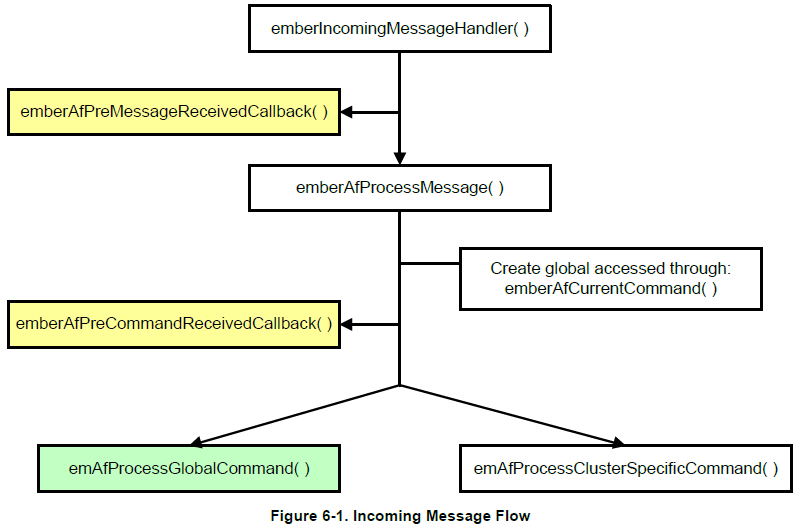 emberIncomingMessageHandler( )
emberAfPreMessageReceivedCallback( )
emberAfProcessMessage( )
Create global accessed through:
emberAfCurrentCommand( )
emberAfPreCommandReceivedCallback( )
emAfProcessGlobalCommand( )
emAfProcessClusterSpecificCommand( )
Figure 6-1. Incoming Message Flow